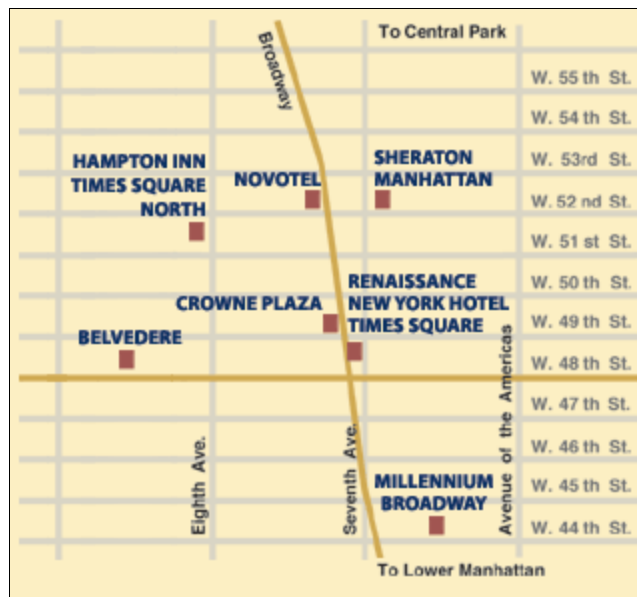 To Central Park
Broadway
W. 55 th St.
W. 54 th St.
HAMPTON INN
TIMES SQUARE
NORTH
NOVOTEL
SHERATON
MANHATTAN
W. 53rd St.
W. 52 nd St.
W. 51 st St.
CROWNE PLAZA
RENAISSANCE
NEW YORK HOTEL
TIMES SQUARE
W. 50 th St.
W. 49 th St.
BELVEDERE
W. 48 th St.
W. 47 th St.
W. 46 th St.
Eighth Ave.
Seventh Ave.
Avenue of the Americas
MILLENNIUM
BROADWAY
W. 45 th St.
W. 44 th St.
To Lower Manhattan